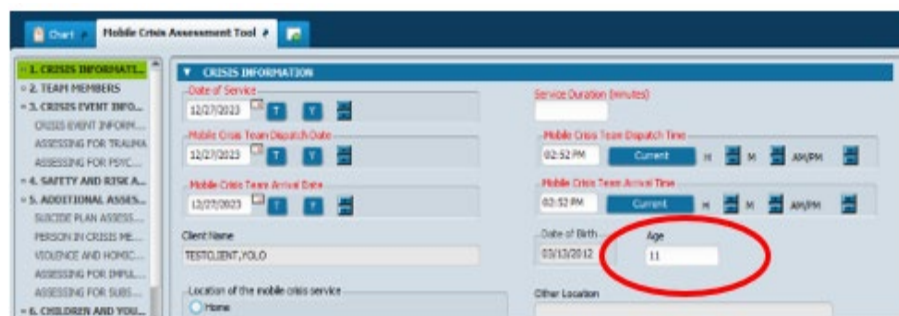 Chart
Mobile Crisis Assessment Tool
1. CRISIS INFORMATI...
2. TEAM MEMBERS
3. CRISIS EVENT INFO...
CRISIS EVENT INFORM...
ASSESSING FOR TRAUMA
ASSESSING FOR PSYC...
4. SAFETY AND RISK A...
5. ADDITIONAL ASSES...
SUICIDE PLAN ASSESS...
PERSON IN CRISIS ME...
VIOLENCE AND HOMIC...
ASSESSING FOR IMPUL...
ASSESSING FOR SUBS...
6. CHILDREN AND YOU...
CRISIS INFORMATION
Date of Service
12/27/2023 T Y
Service Duration (minutes)
Mobile Crisis Team Dispatch Date
12/27/2023 T Y
Mobile Crisis Team Dispatch Time
02:52 PM Current H M AM/PM
Mobile Crisis Team Arrival Date
12/27/2023 T Y
Mobile Crisis Team Arrival Time
02:52 PM Current H M AM/PM
Client Name
TESTCLIENT,YOLO
Date of Birth
03/13/2012
Age
11
Location of the mobile crisis service
Home
Other Location